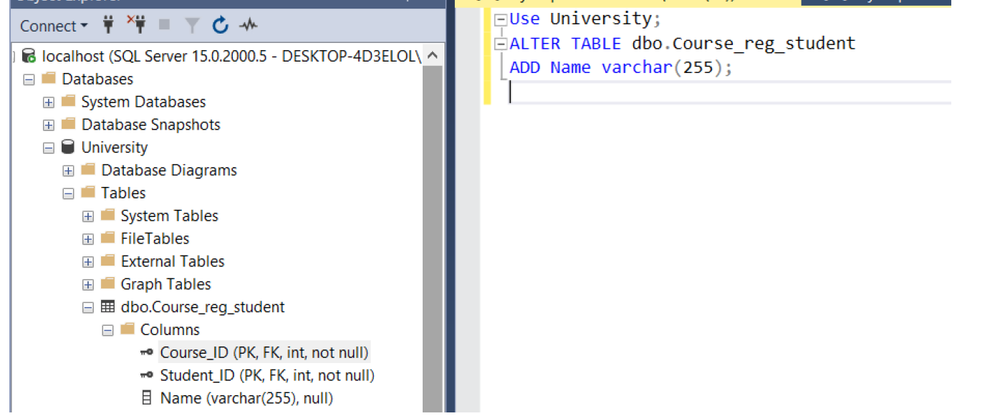 Connect
localhost (SQL Server 15.0.2000.5 - DESKTOP-4D3ELOL\
Databases
System Databases
Database Snapshots
University
Database Diagrams
Tables
System Tables
FileTables
External Tables
Graph Tables
dbo.Course_reg_student
Columns
Course_ID (PK, FK, int, not null)
Student_ID (PK, FK, int, not null)
Name (varchar(255), null)
Use University;
ALTER TABLE dbo.Course_reg_student
ADD Name varchar(255);